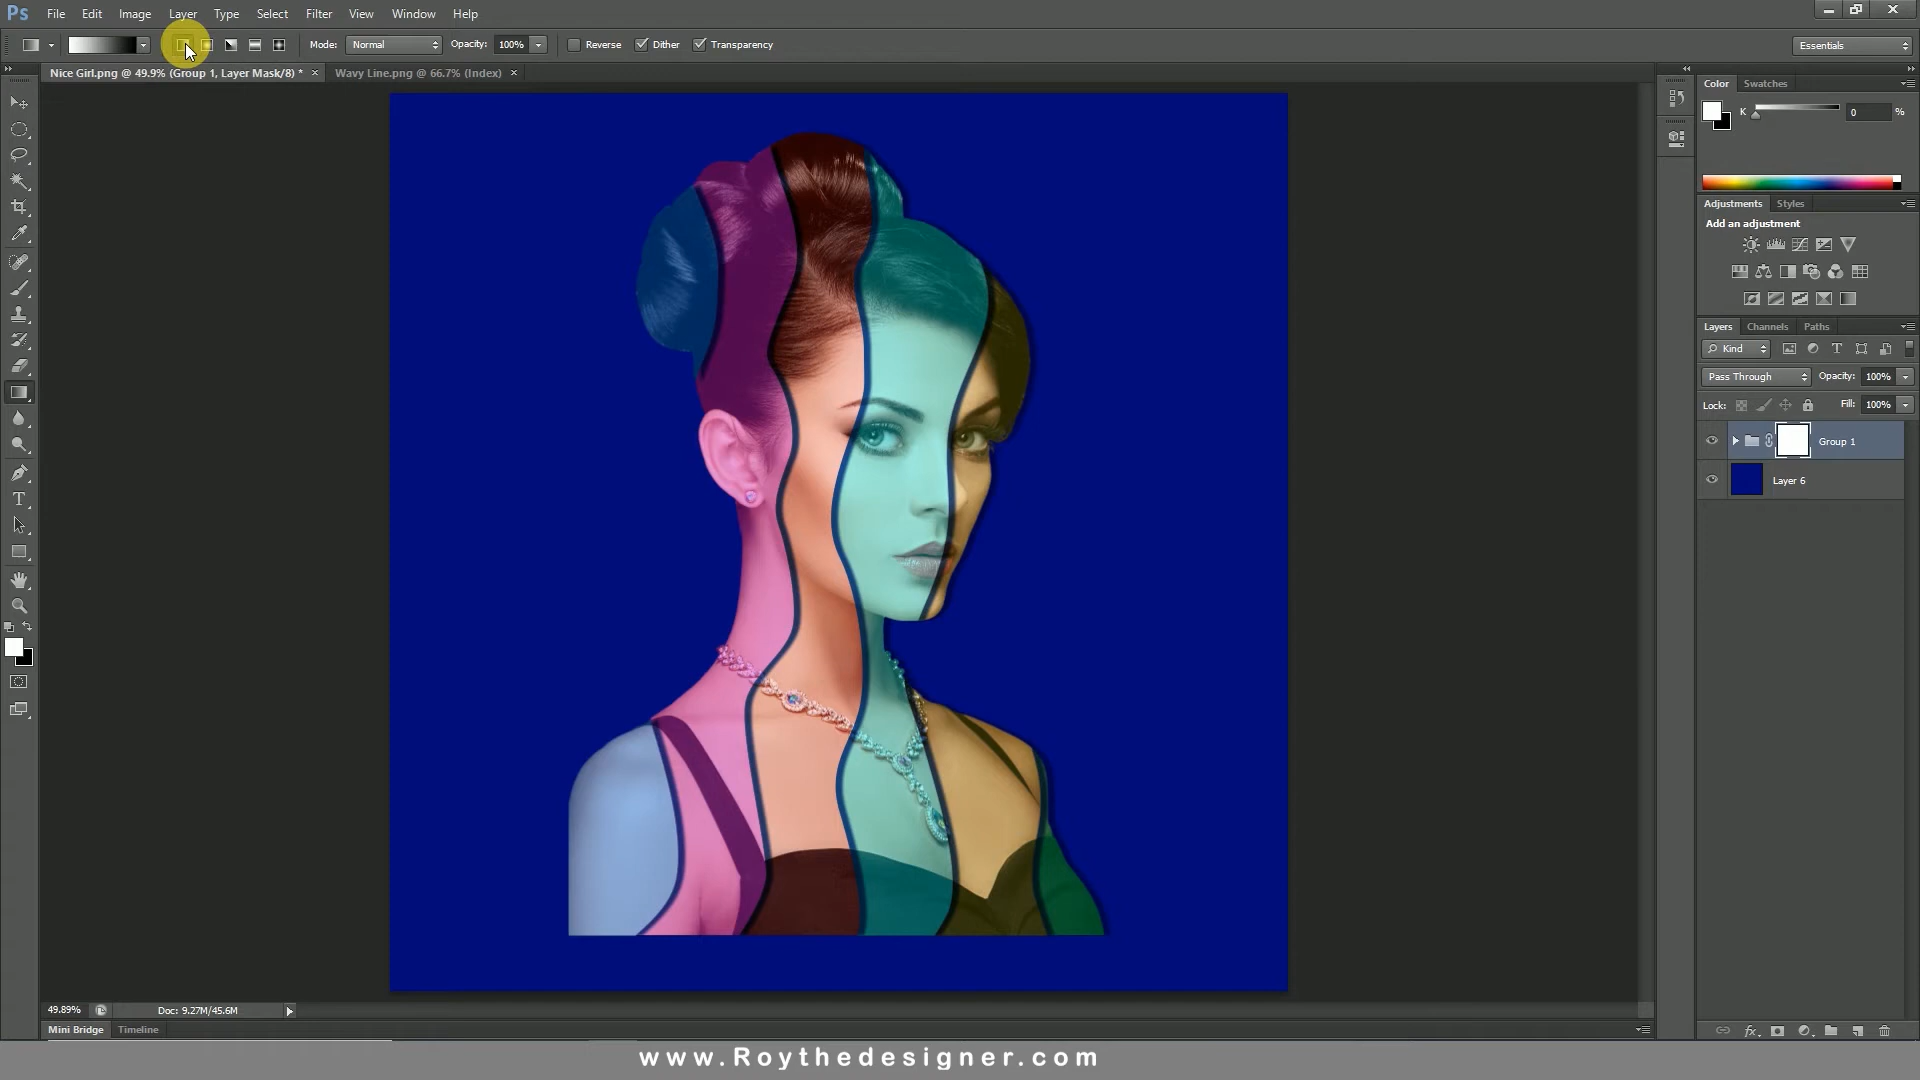 Ps File Edit Image Layer Type Select Filter View Window Help
Mode: Normal Opacity: 100% Reverse Dither Transparency Essentials
Nice Girl.png @ 49.9% (Group 1, Layer Mask/8) * × Wavy Line.png @ 66.7% (Index) ×
Color Swatches
K 0 %
Adjustments Styles
Add an adjustment
Layers Channels Paths
Kind
Pass Through Opacity: 100%
Lock: Fill: 100%
Group 1
Layer 6
49.89% Doc: 9.27M/45.6M
Mini Bridge Timeline
www.Roythedesigner.com